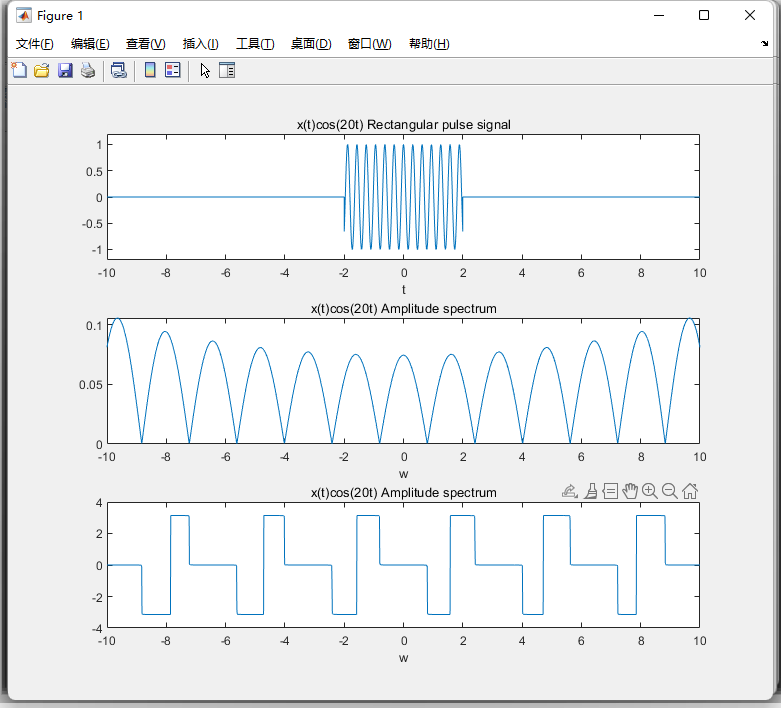 Figure 1
文件(F) 编辑(E) 查看(V) 插入(I) 工具(T) 桌面(D) 窗口(W) 帮助(H)
x(t)cos(20t) Rectangular pulse signal
1
0.5
0
-0.5
-1
-10 -8 -6 -4 -2 0 2 4 6 8 10
t
x(t)cos(20t) Amplitude spectrum
0.1
0.05
0
-10 -8 -6 -4 -2 0 2 4 6 8 10
w
x(t)cos(20t) Amplitude spectrum
4
2
0
-2
-4
-10 -8 -6 -4 -2 0 2 4 6 8 10
w